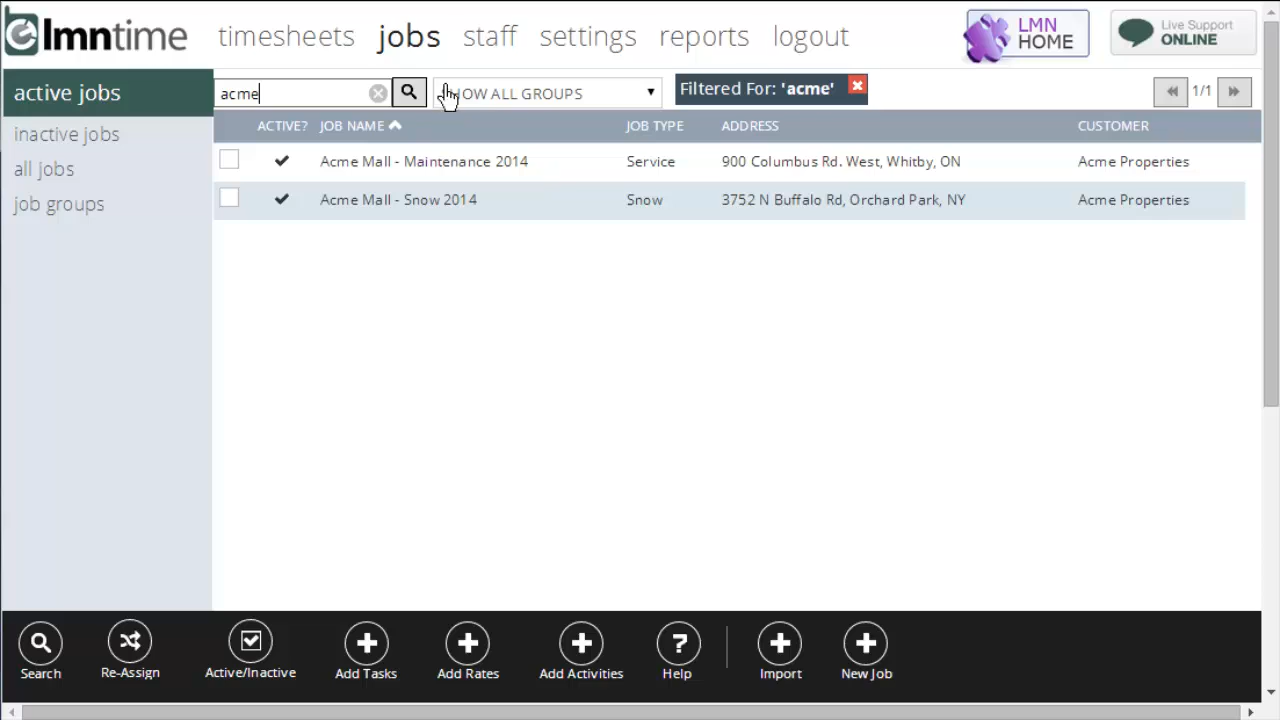 lmntime timesheets jobs staff settings reports logout LMN HOME Live Support ONLINE
active jobs
inactive jobs
all jobs
job groups
acme OW ALL GROUPS Filtered For: 'acme' 1/1
ACTIVE? JOB NAME JOB TYPE ADDRESS CUSTOMER
Acme Mall - Maintenance 2014 Service 900 Columbus Rd. West, Whitby, ON Acme Properties
Acme Mall - Snow 2014 Snow 3752 N Buffalo Rd, Orchard Park, NY Acme Properties
Search Re-Assign Active/Inactive Add Tasks Add Rates Add Activities ? Help Import New Job